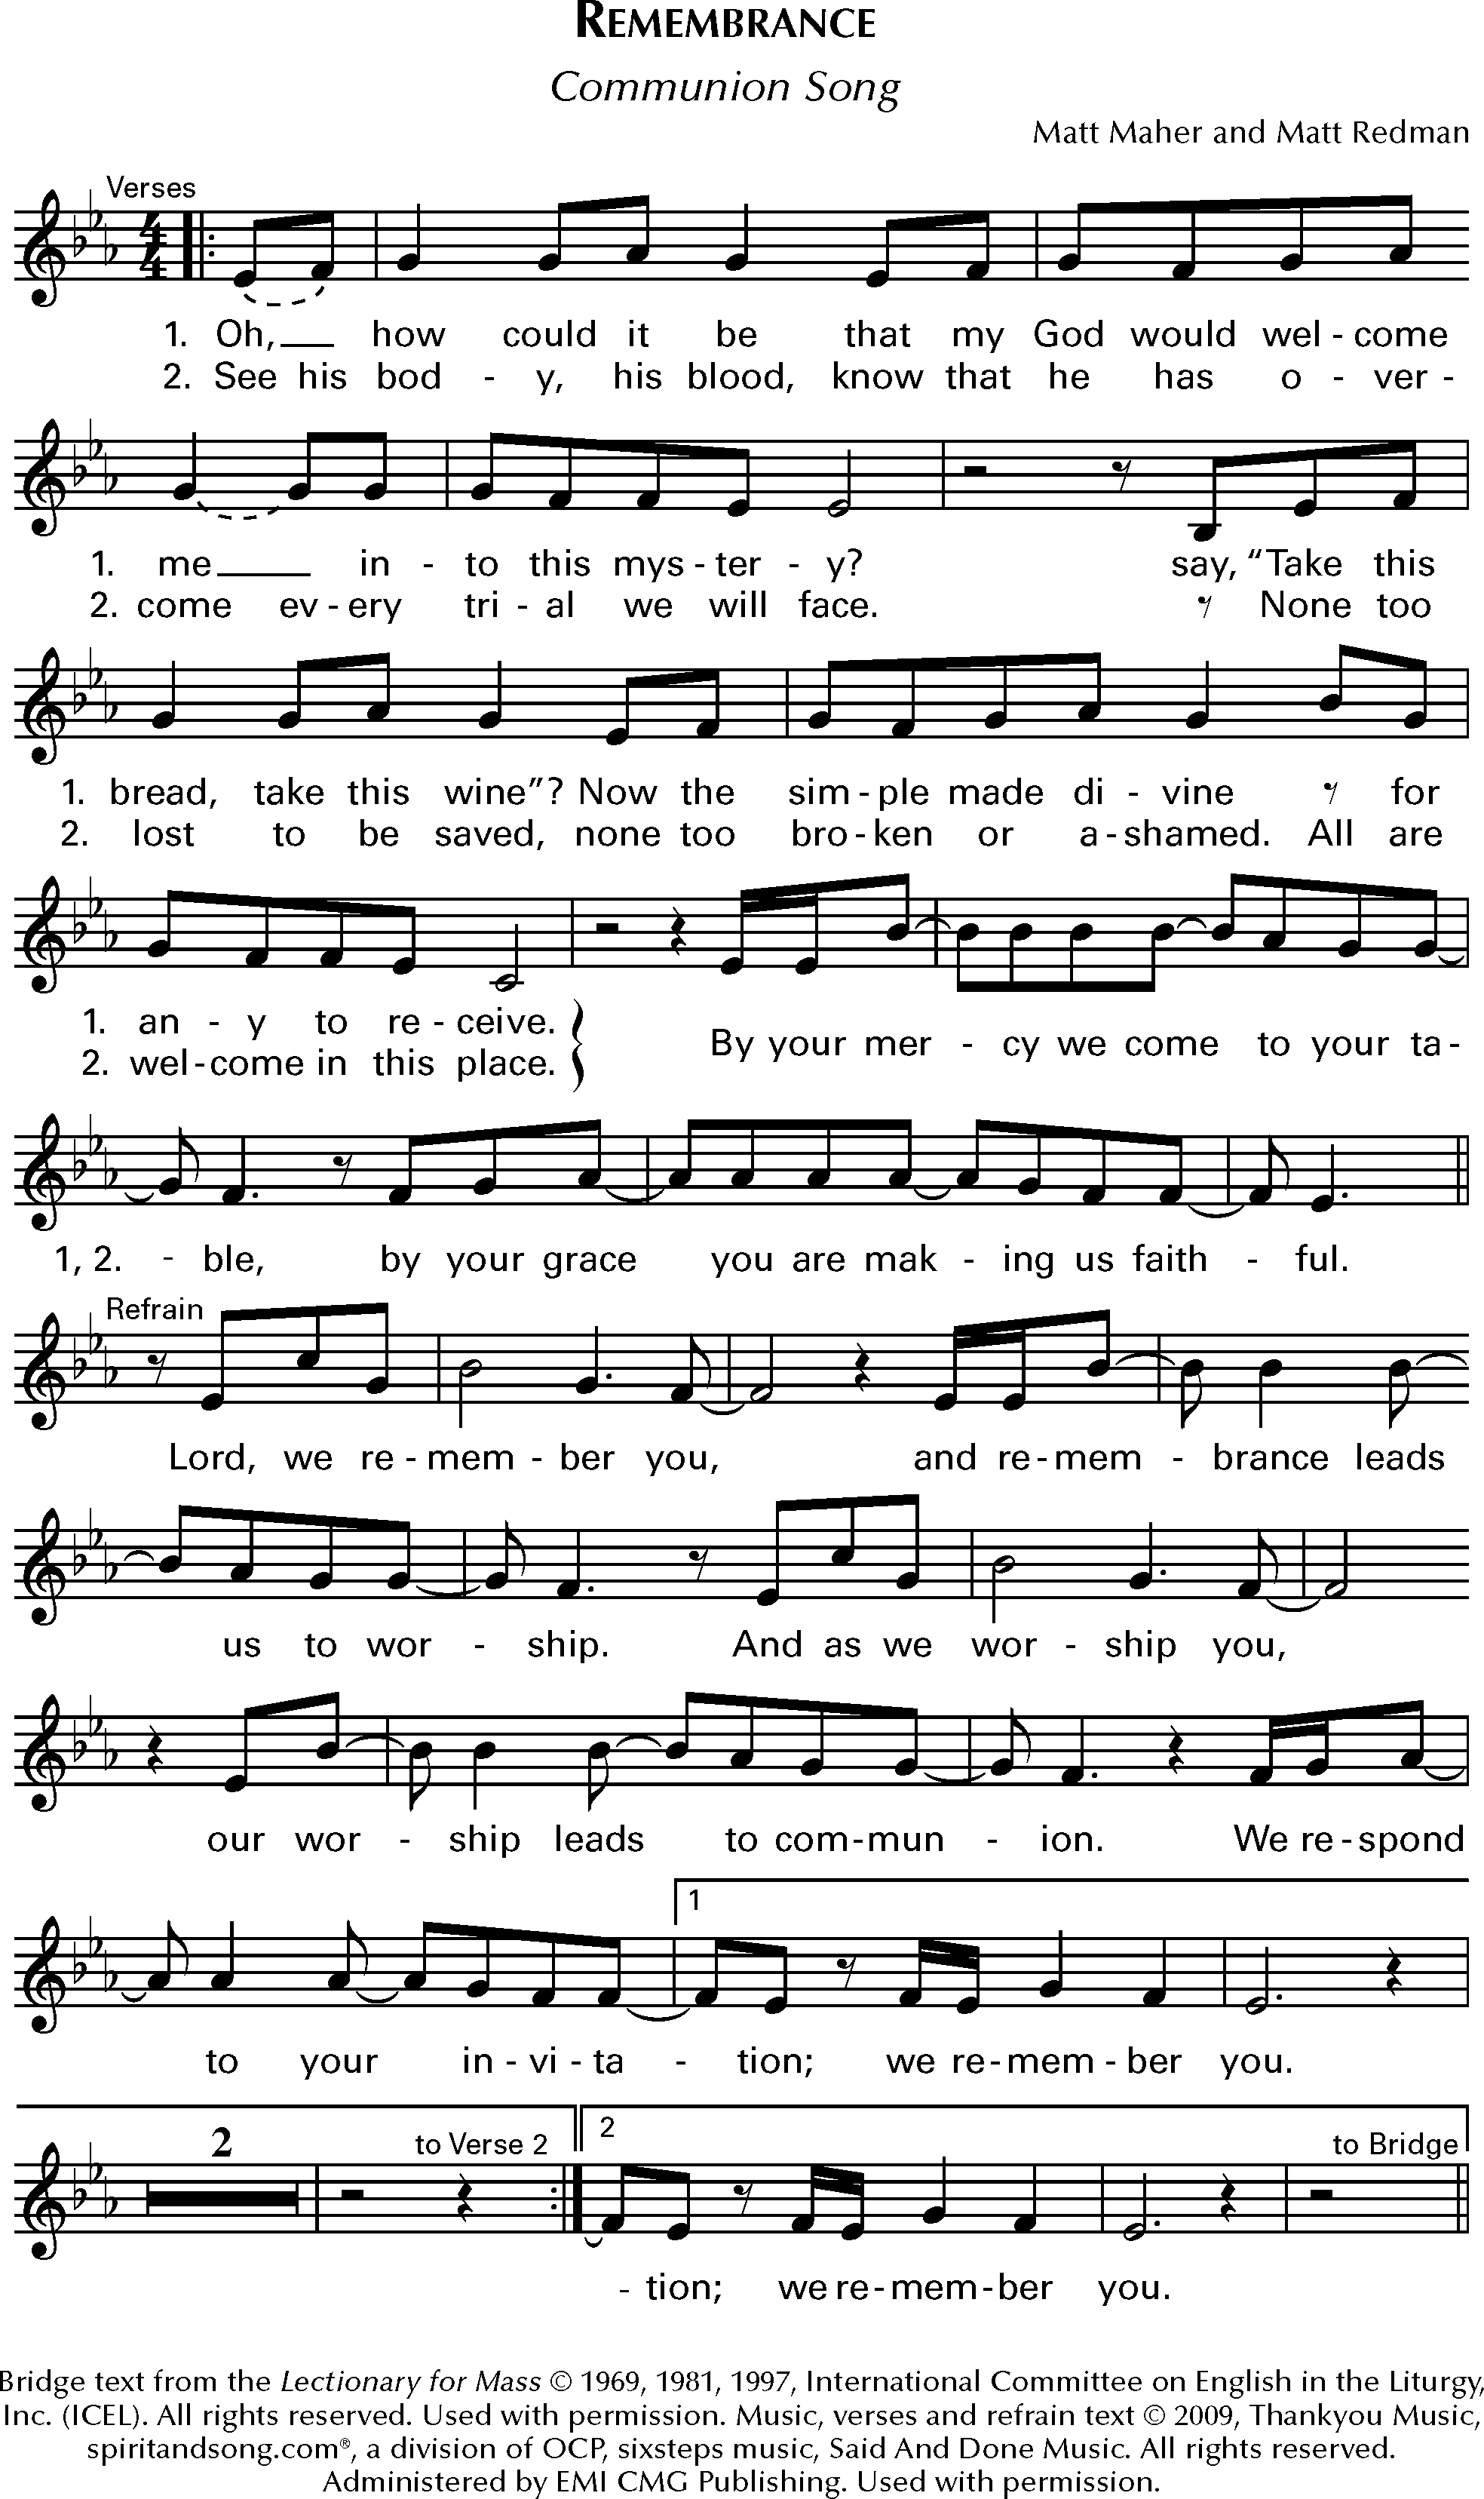 REMEMBRANCE
Communion Song
Matt Maher and Matt Redman
Verses
1. Oh, how could it be that my God would wel - come
2. See his bod - y, his blood, know that he has o - ver -
1. me in - to this mys - ter - y? say, “Take this
2. come ev - ery tri - al we will face. None too
1. bread, take this wine”? Now the sim - ple made di - vine for
2. lost to be saved, none too bro - ken or a - shamed. All are
1. an - y to re - ceive.
2. wel - come in this place.
By your mer - cy we come to your ta -
1, 2. - ble, by your grace you are mak - ing us faith - ful.
Refrain
Lord, we re - mem - ber you, and re - mem - brance leads
us to wor - ship. And as we wor - ship you,
our wor - ship leads to com - mun - ion. We re - spond
1
to your in - vi - ta - tion; we re - mem - ber you.
2 to Verse 2 2 to Bridge
- tion; we re - mem - ber you.
Bridge text from the Lectionary for Mass © 1969, 1981, 1997, International Committee on English in the Liturgy,
Inc. (ICEL). All rights reserved. Used with permission. Music, verses and refrain text © 2009, Thankyou Music,
spiritandsong.com®, a division of OCP, sixsteps music, Said And Done Music. All rights reserved.
Administered by EMI CMG Publishing. Used with permission.